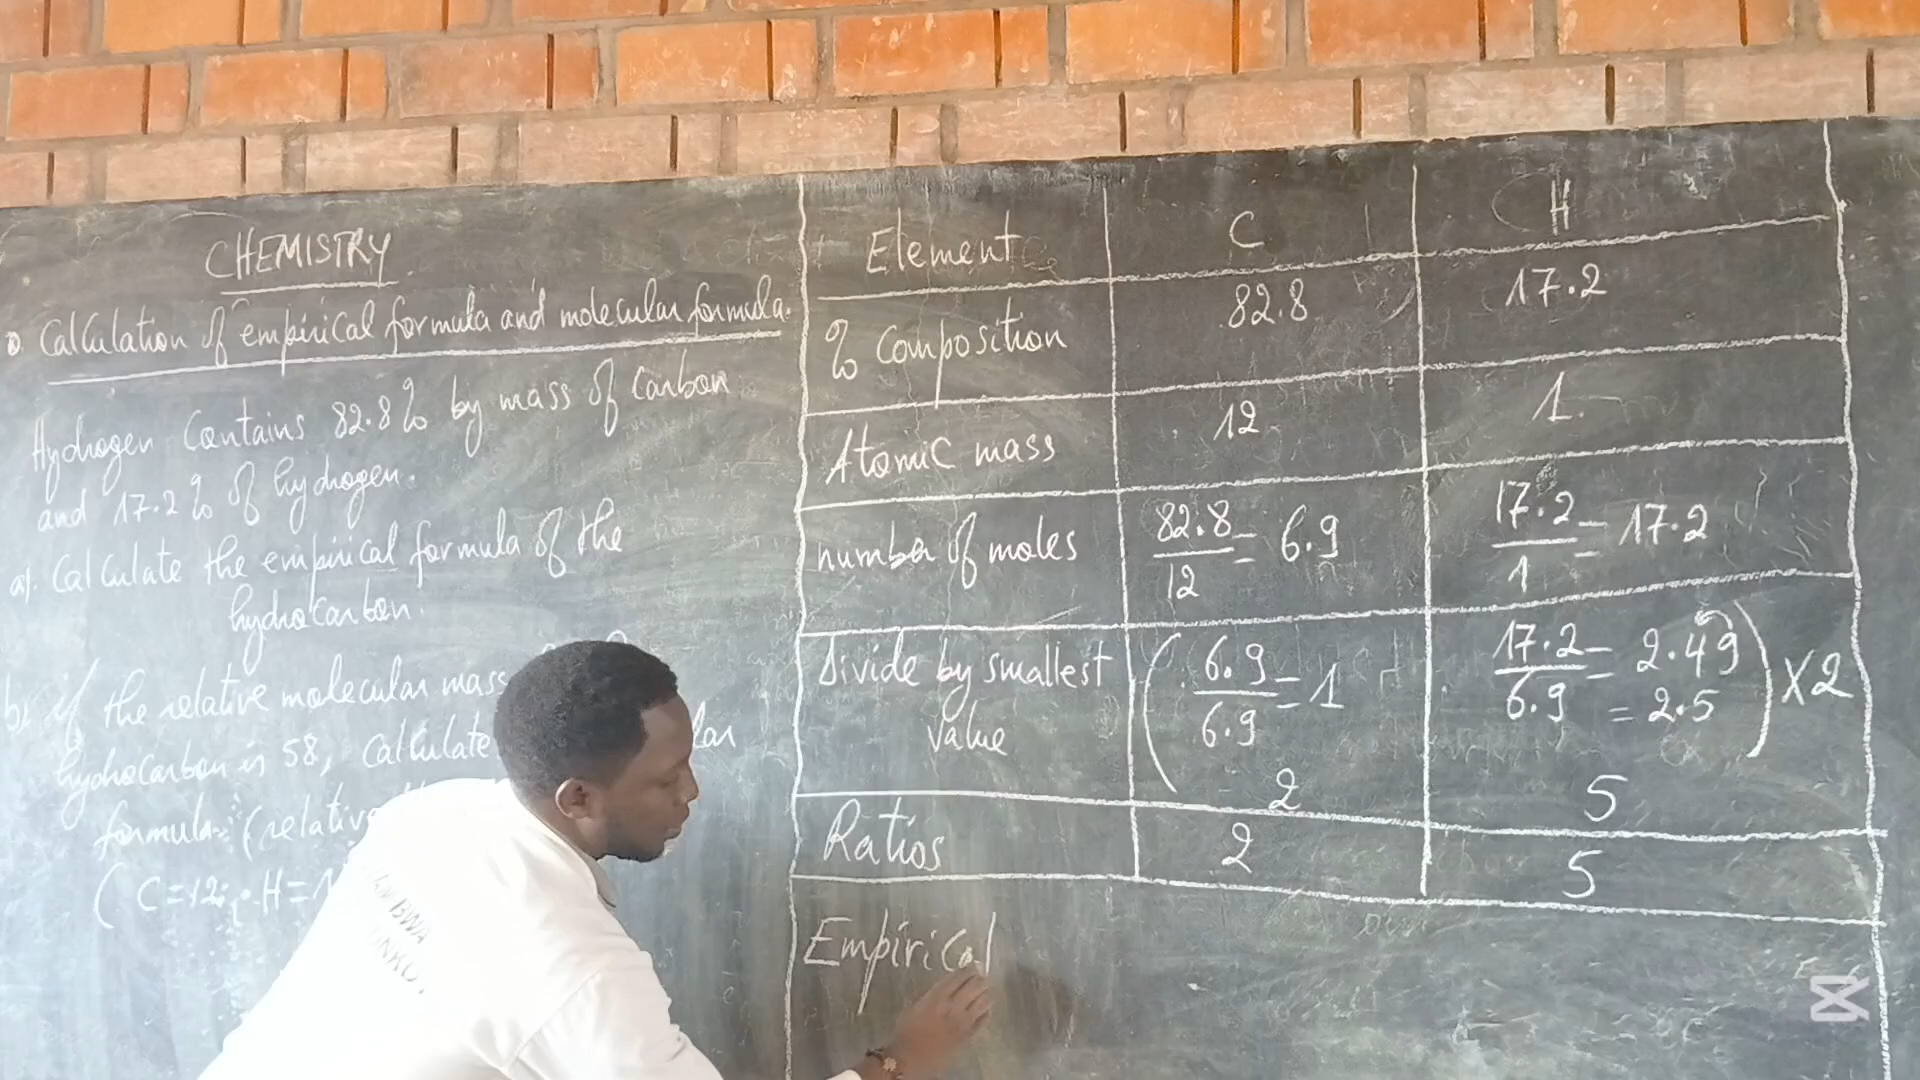 CHEMISTRY
Calculation of empirical formula and molecular formula.
Hydrogen Contains 82.8% by mass of Carbon
and 17.2% of hydrogen.
a). Calculate the empirical formula of the
hydrocarbon.
b) if the relative molecular mass
hydrocarbon is 58, calculate
formula (relative
( C=12; H=1
Element C H
% Composition 82.8 17.2
Atomic mass 12 1.
number of moles 82.8/12 = 6.9 17.2/1 = 17.2
Divide by smallest value ( 6.9/6.9 = 1 17.2/6.9 = 2.49 = 2.5 ) X2
2 5
Ratios 2 5
Empirical